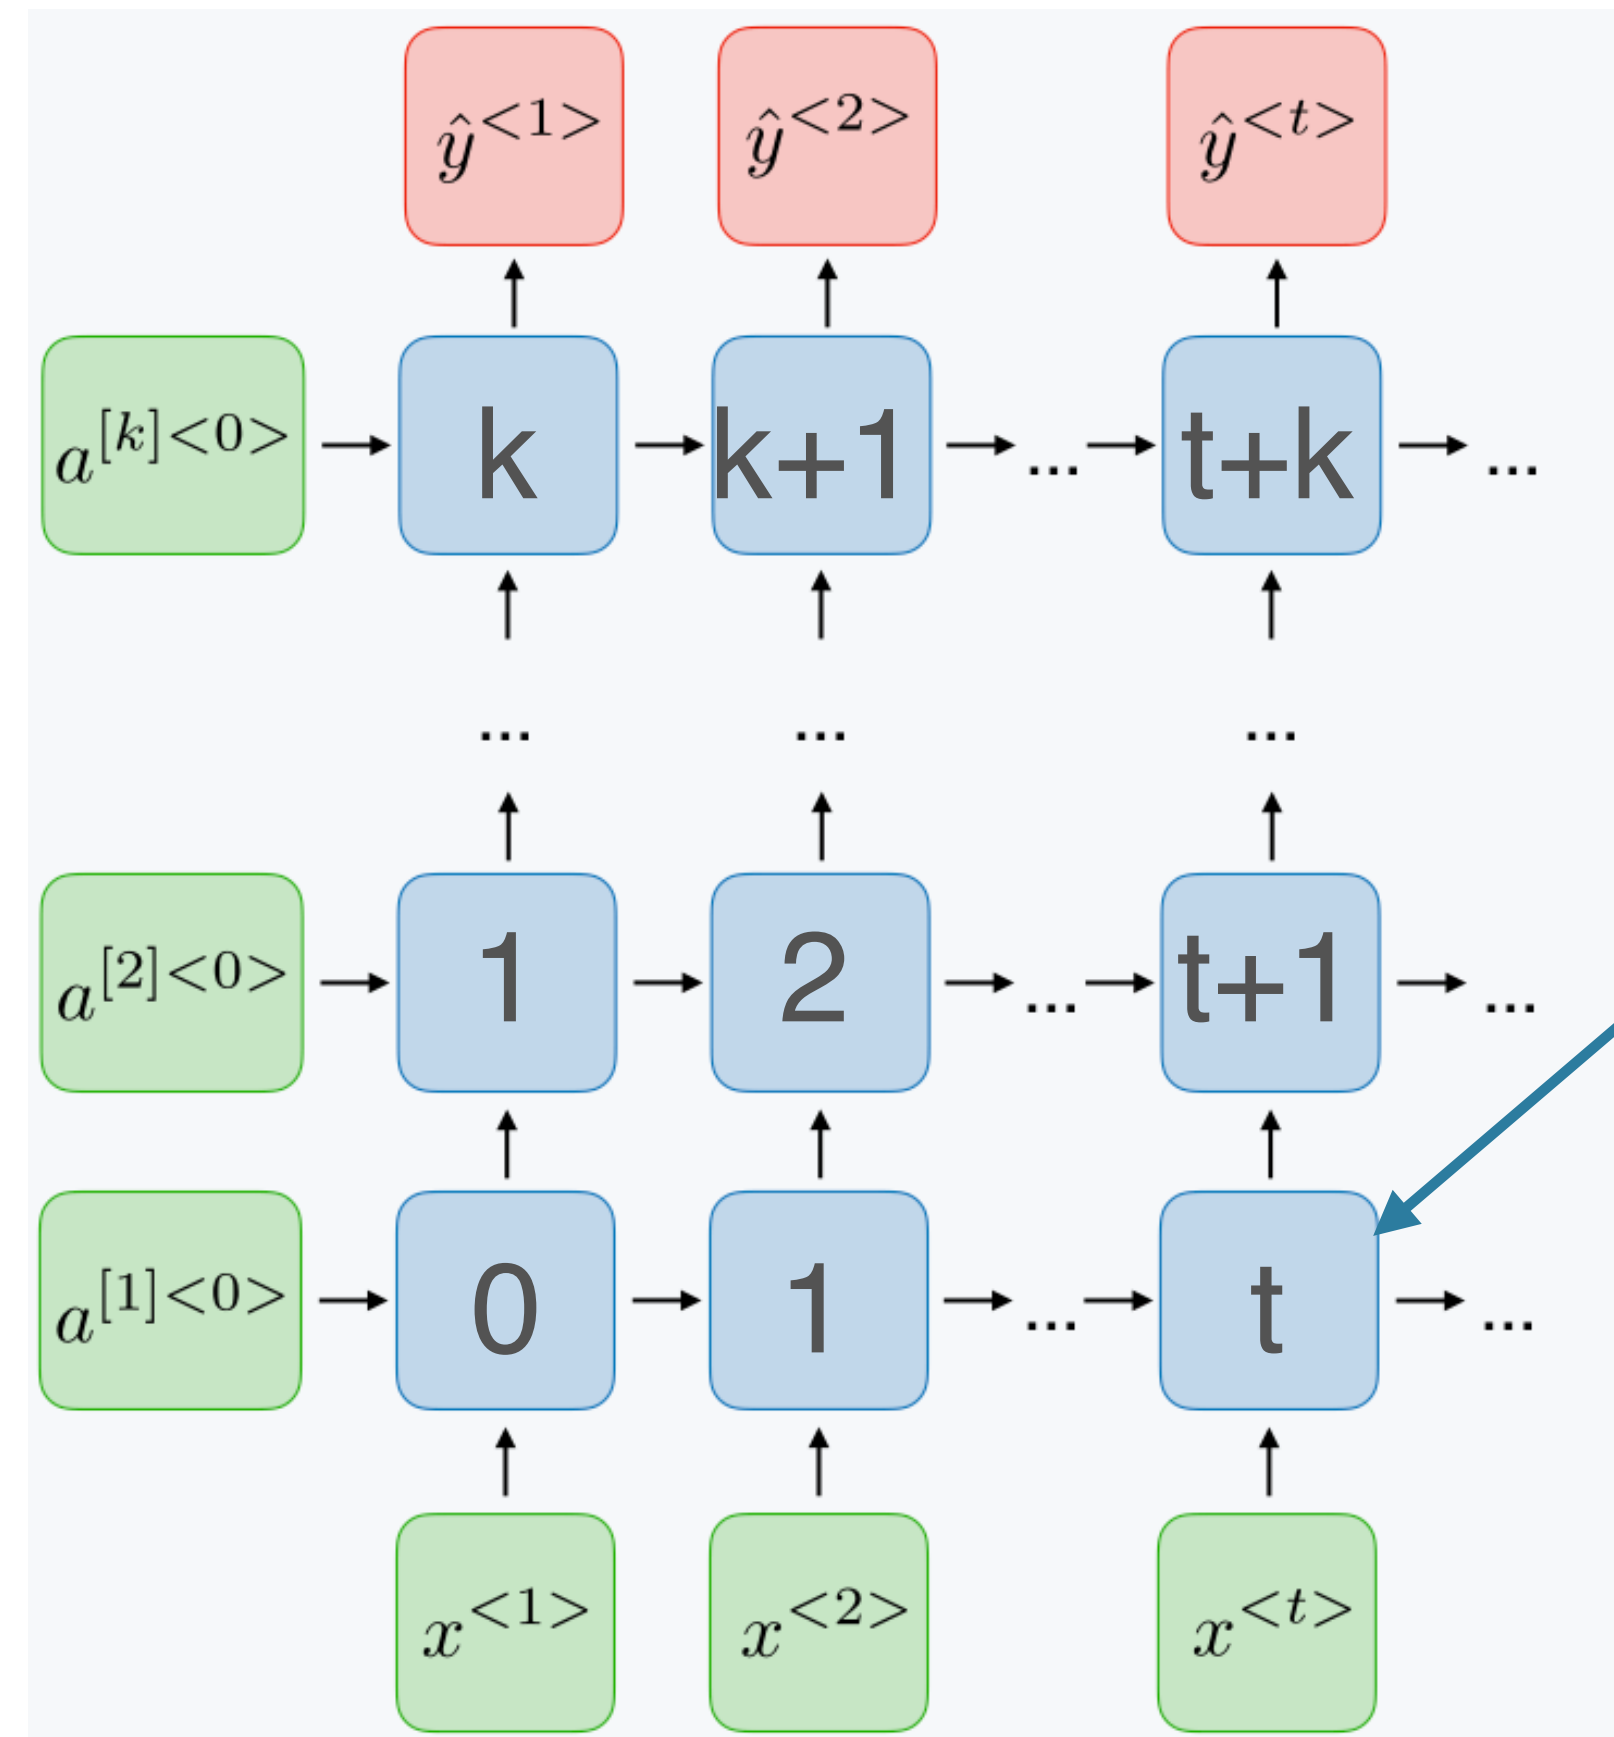 ŷ<1> ŷ<2> ŷ<t>
a[k]<0> k k+1 ... t+k ...
... ... ...
a[2]<0> 1 2 ... t+1 ...
a[1]<0> 0 1 ... t ...
x<1> x<2> x<t>